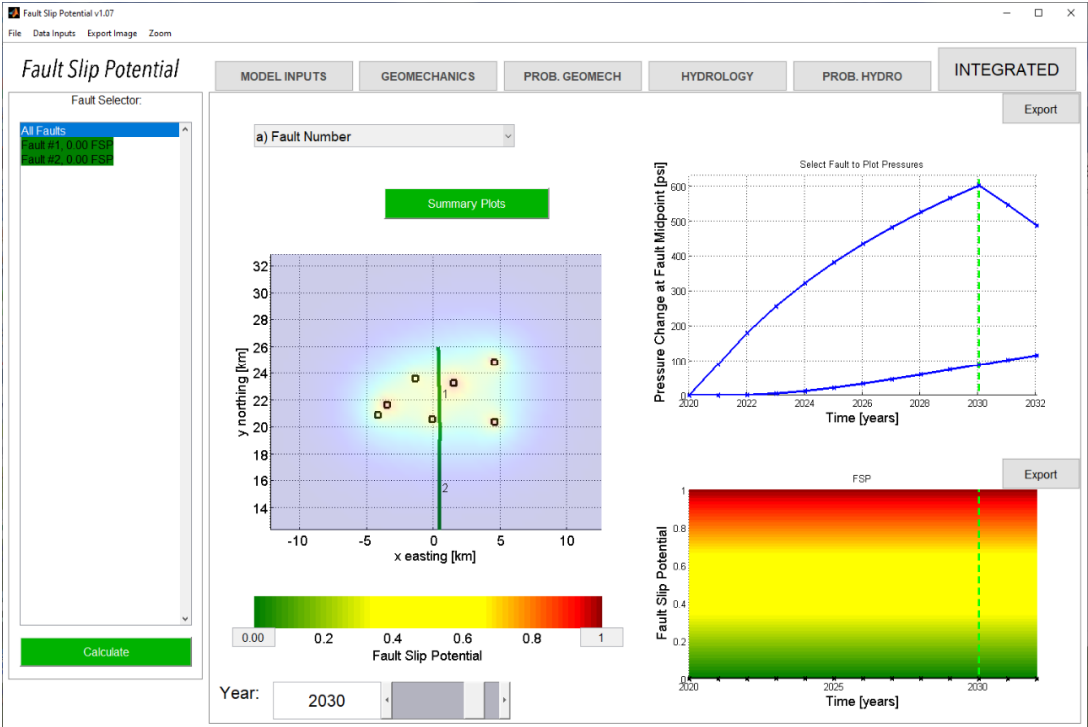 Fault Slip Potential v1.07
File Data Inputs Export Image Zoom
Fault Slip Potential
MODEL INPUTS GEOMECHANICS PROB. GEOMECH HYDROLOGY PROB. HYDRO INTEGRATED
Fault Selector:
All Faults
Fault #1, 0.00 FSP
Fault #2, 0.00 FSP
Calculate
Export
a) Fault Number
Summary Plots
32
30
28
26
24
22
20
18
16
14
y northing [km]
1
2
-10 -5 0 5 10
x easting [km]
0.00 0.2 0.4 0.6 0.8 1
Fault Slip Potential
Year: 2030
Select Fault to Plot Pressures
Pressure Change at Fault Midpoint [psi]
600
500
400
300
200
100
0
2020 2022 2024 2026 2028 2030 2032
Time [years]
Export
FSP
Fault Slip Potential
1
0.8
0.6
0.4
0.2
0
2020 2025 2030
Time [years]